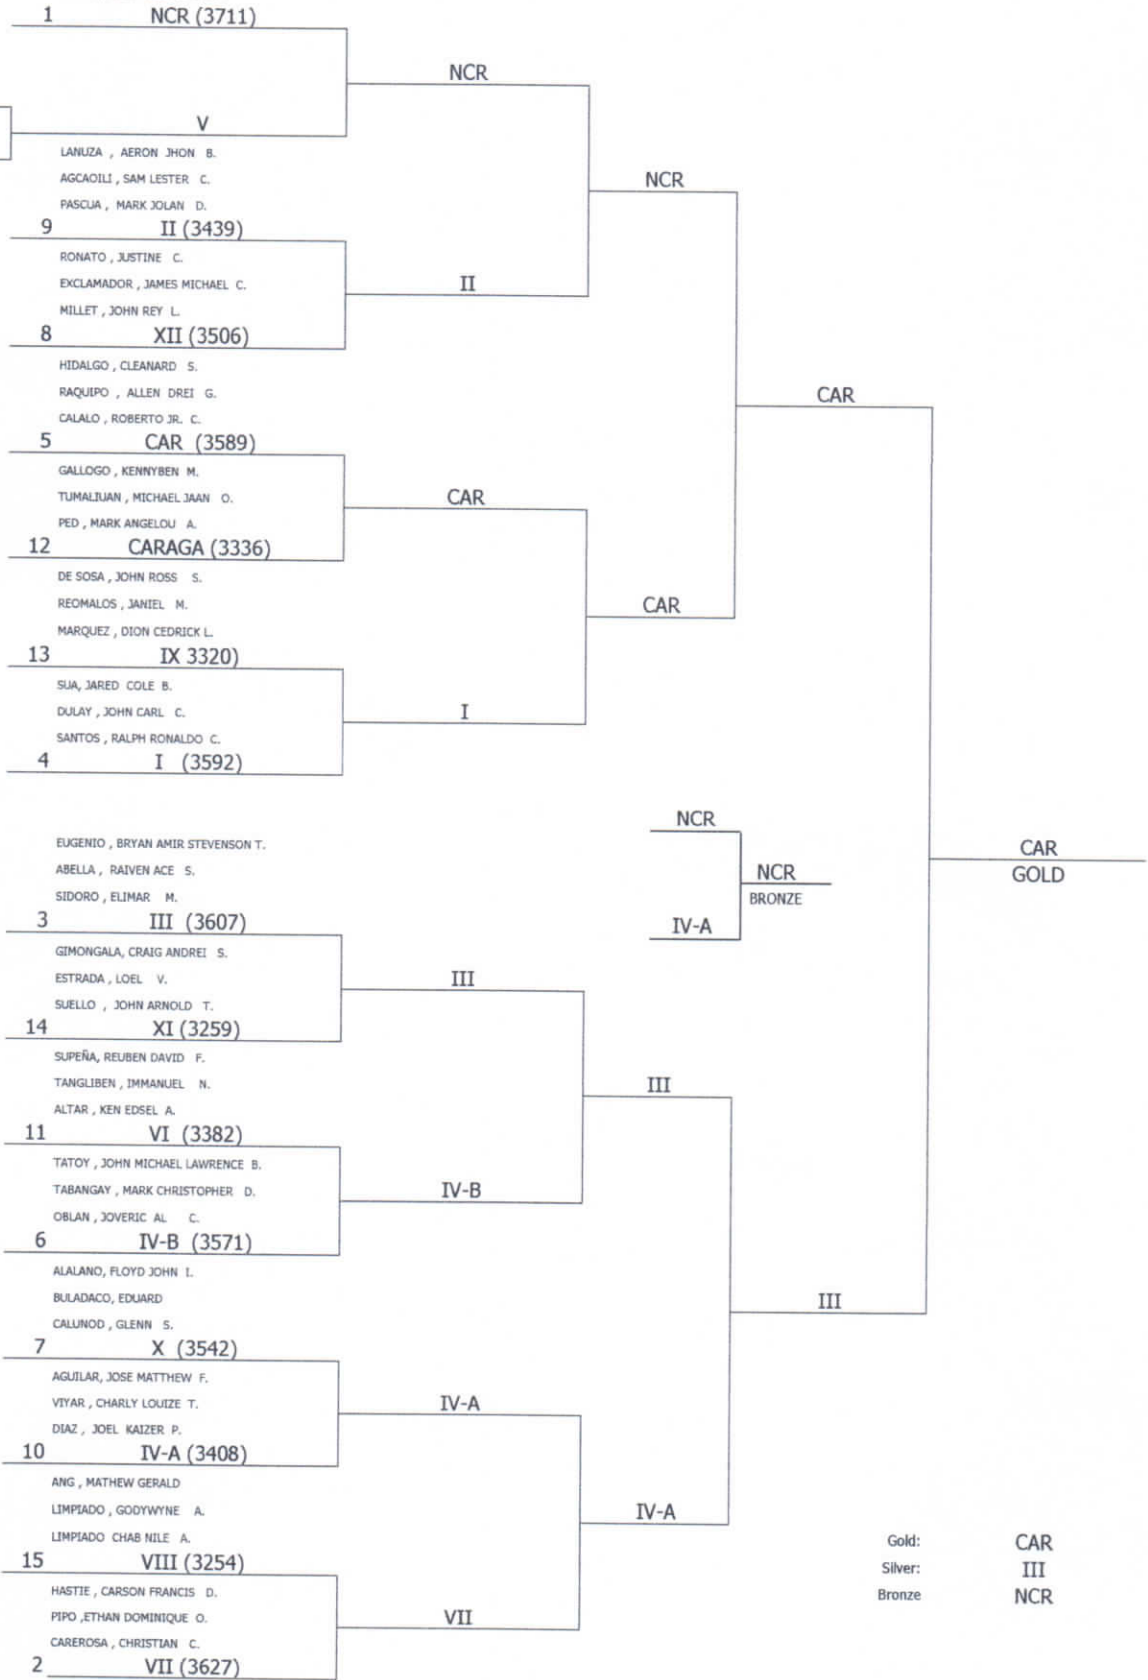 1 NCR (3711)
NCR
V
LANUZA , AERON JHON B.
AGCAOILI , SAM LESTER C.
NCR
PASCUA , MARK JOLAN D.
9 II (3439)
RONATO , JUSTINE C.
EXCLAMADOR , JAMES MICHAEL C.
II
MILLET , JOHN REY L.
8 XII (3506)
HIDALGO , CLEANARD S.
RAQUIPO , ALLEN DREI G.
CAR
CALALO , ROBERTO JR. C.
5 CAR (3589)
GALLOGO , KENNYBEN M.
TUMALIUAN , MICHAEL JAAN O.
CAR
PED , MARK ANGELOU A.
12 CARAGA (3336)
DE SOSA , JOHN ROSS S.
REOMALOS , JANIEL M.
CAR
MARQUEZ , DION CEDRICK L.
13 IX 3320)
SUA, JARED COLE B.
DULAY , JOHN CARL C.
I
SANTOS , RALPH RONALDO C.
4 I (3592)
NCR
EUGENIO , BRYAN AMIR STEVENSON T.
CAR
ABELLA , RAIVEN ACE S.
NCR
GOLD
SIDORO , ELIMAR M.
BRONZE
3 III (3607)
IV-A
GIMONGALA, CRAIG ANDREI S.
ESTRADA , LOEL V.
III
SUELLO , JOHN ARNOLD T.
14 XI (3259)
SUPEÑA, REUBEN DAVID F.
TANGLIBEN , IMMANUEL N.
III
ALTAR , KEN EDSEL A.
11 VI (3382)
TATOY , JOHN MICHAEL LAWRENCE B.
TABANGAY , MARK CHRISTOPHER D.
IV-B
OBLAN , JOVERIC AL C.
6 IV-B (3571)
ALALANO, FLOYD JOHN I.
BULADACO, EDUARD
III
CALUNOD , GLENN S.
7 X (3542)
AGUILAR, JOSE MATTHEW F.
VIYAR , CHARLY LOUIZE T.
IV-A
DIAZ , JOEL KAIZER P.
10 IV-A (3408)
ANG , MATHEW GERALD
LIMPIADO , GODYWYNE A.
IV-A
LIMPIADO CHAB NILE A.
Gold: CAR
15 VIII (3254)
Silver: III
HASTIE , CARSON FRANCIS D.
Bronze NCR
PIPO ,ETHAN DOMINIQUE O.
VII
CAREROSA , CHRISTIAN C.
2 VII (3627)